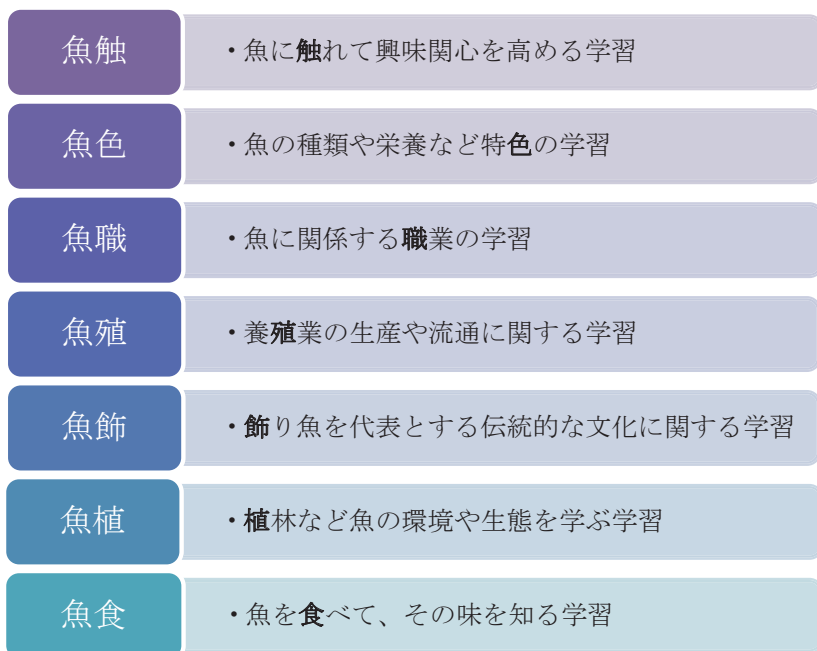 魚触
・魚に触れて興味関心を高める学習
魚色
・魚の種類や栄養など特色の学習
魚職
・魚に関係する職業の学習
魚殖
・養殖業の生産や流通に関する学習
魚飾
・飾り魚を代表とする伝統的な文化に関する学習
魚植
・植林など魚の環境や生態を学ぶ学習
魚食
・魚を食べて、その味を知る学習